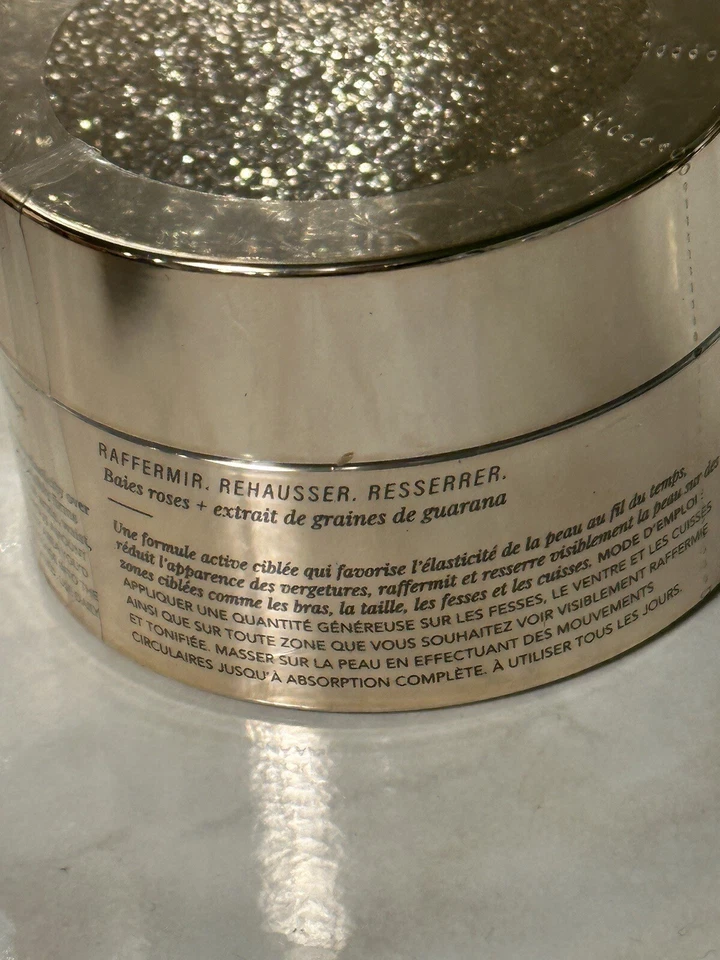 RAFFERMIR. REHAUSSER. RESSERRER.
Baies roses + extrait de graines de guarana
Une formule active ciblée qui favorise l'élasticité de la peau au fil du temps,
réduit l'apparence des vergetures, raffermit et resserre visiblement la peau sur des
zones ciblées comme les bras, la taille, les fesses et les cuisses. MODE D'EMPLOI :
APPLIQUER UNE QUANTITÉ GÉNÉREUSE SUR LES FESSES, LE VENTRE ET LES CUISSES
AINSI QUE SUR TOUTE ZONE QUE VOUS SOUHAITEZ VOIR VISIBLEMENT RAFFERMIE
ET TONIFIÉE. MASSER SUR LA PEAU EN EFFECTUANT DES MOUVEMENTS
CIRCULAIRES JUSQU'À ABSORPTION COMPLÈTE. À UTILISER TOUS LES JOURS.
over